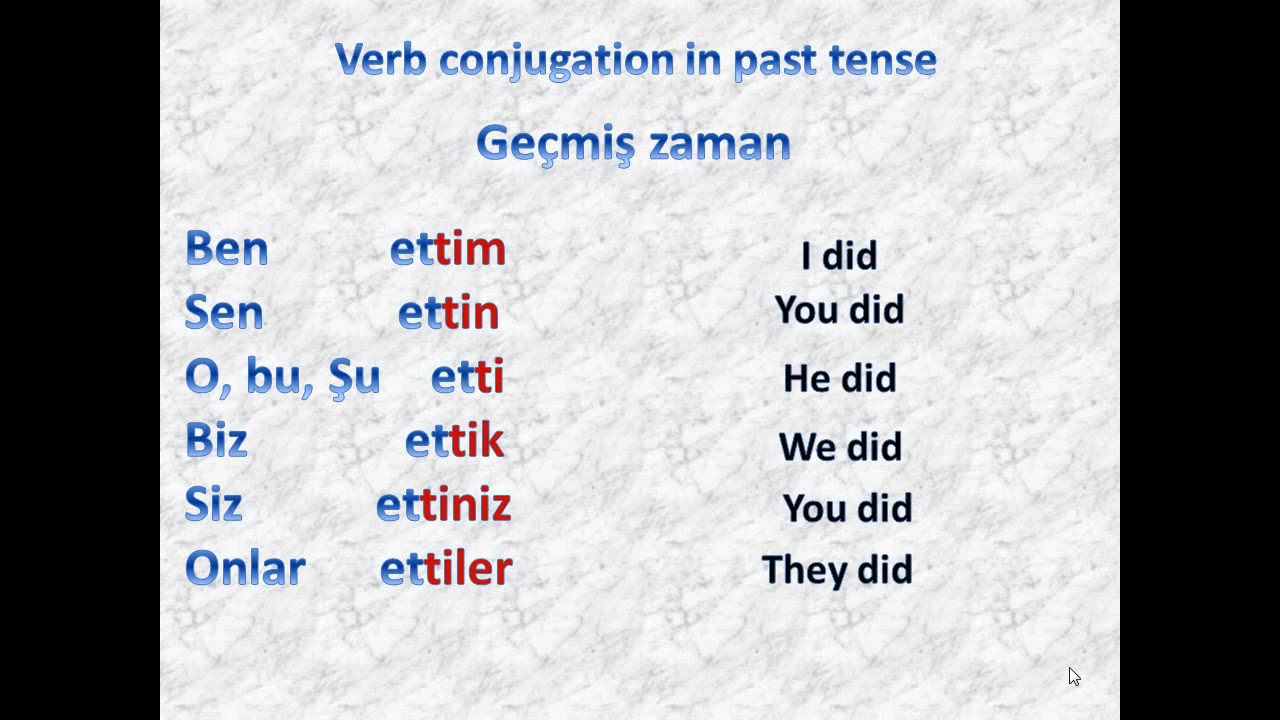 Verb conjugation in past tense
Geçmiş zaman
Ben ettim I did
Sen ettin You did
O, bu, Şu etti He did
Biz ettik We did
Siz ettiniz You did
Onlar ettiler They did